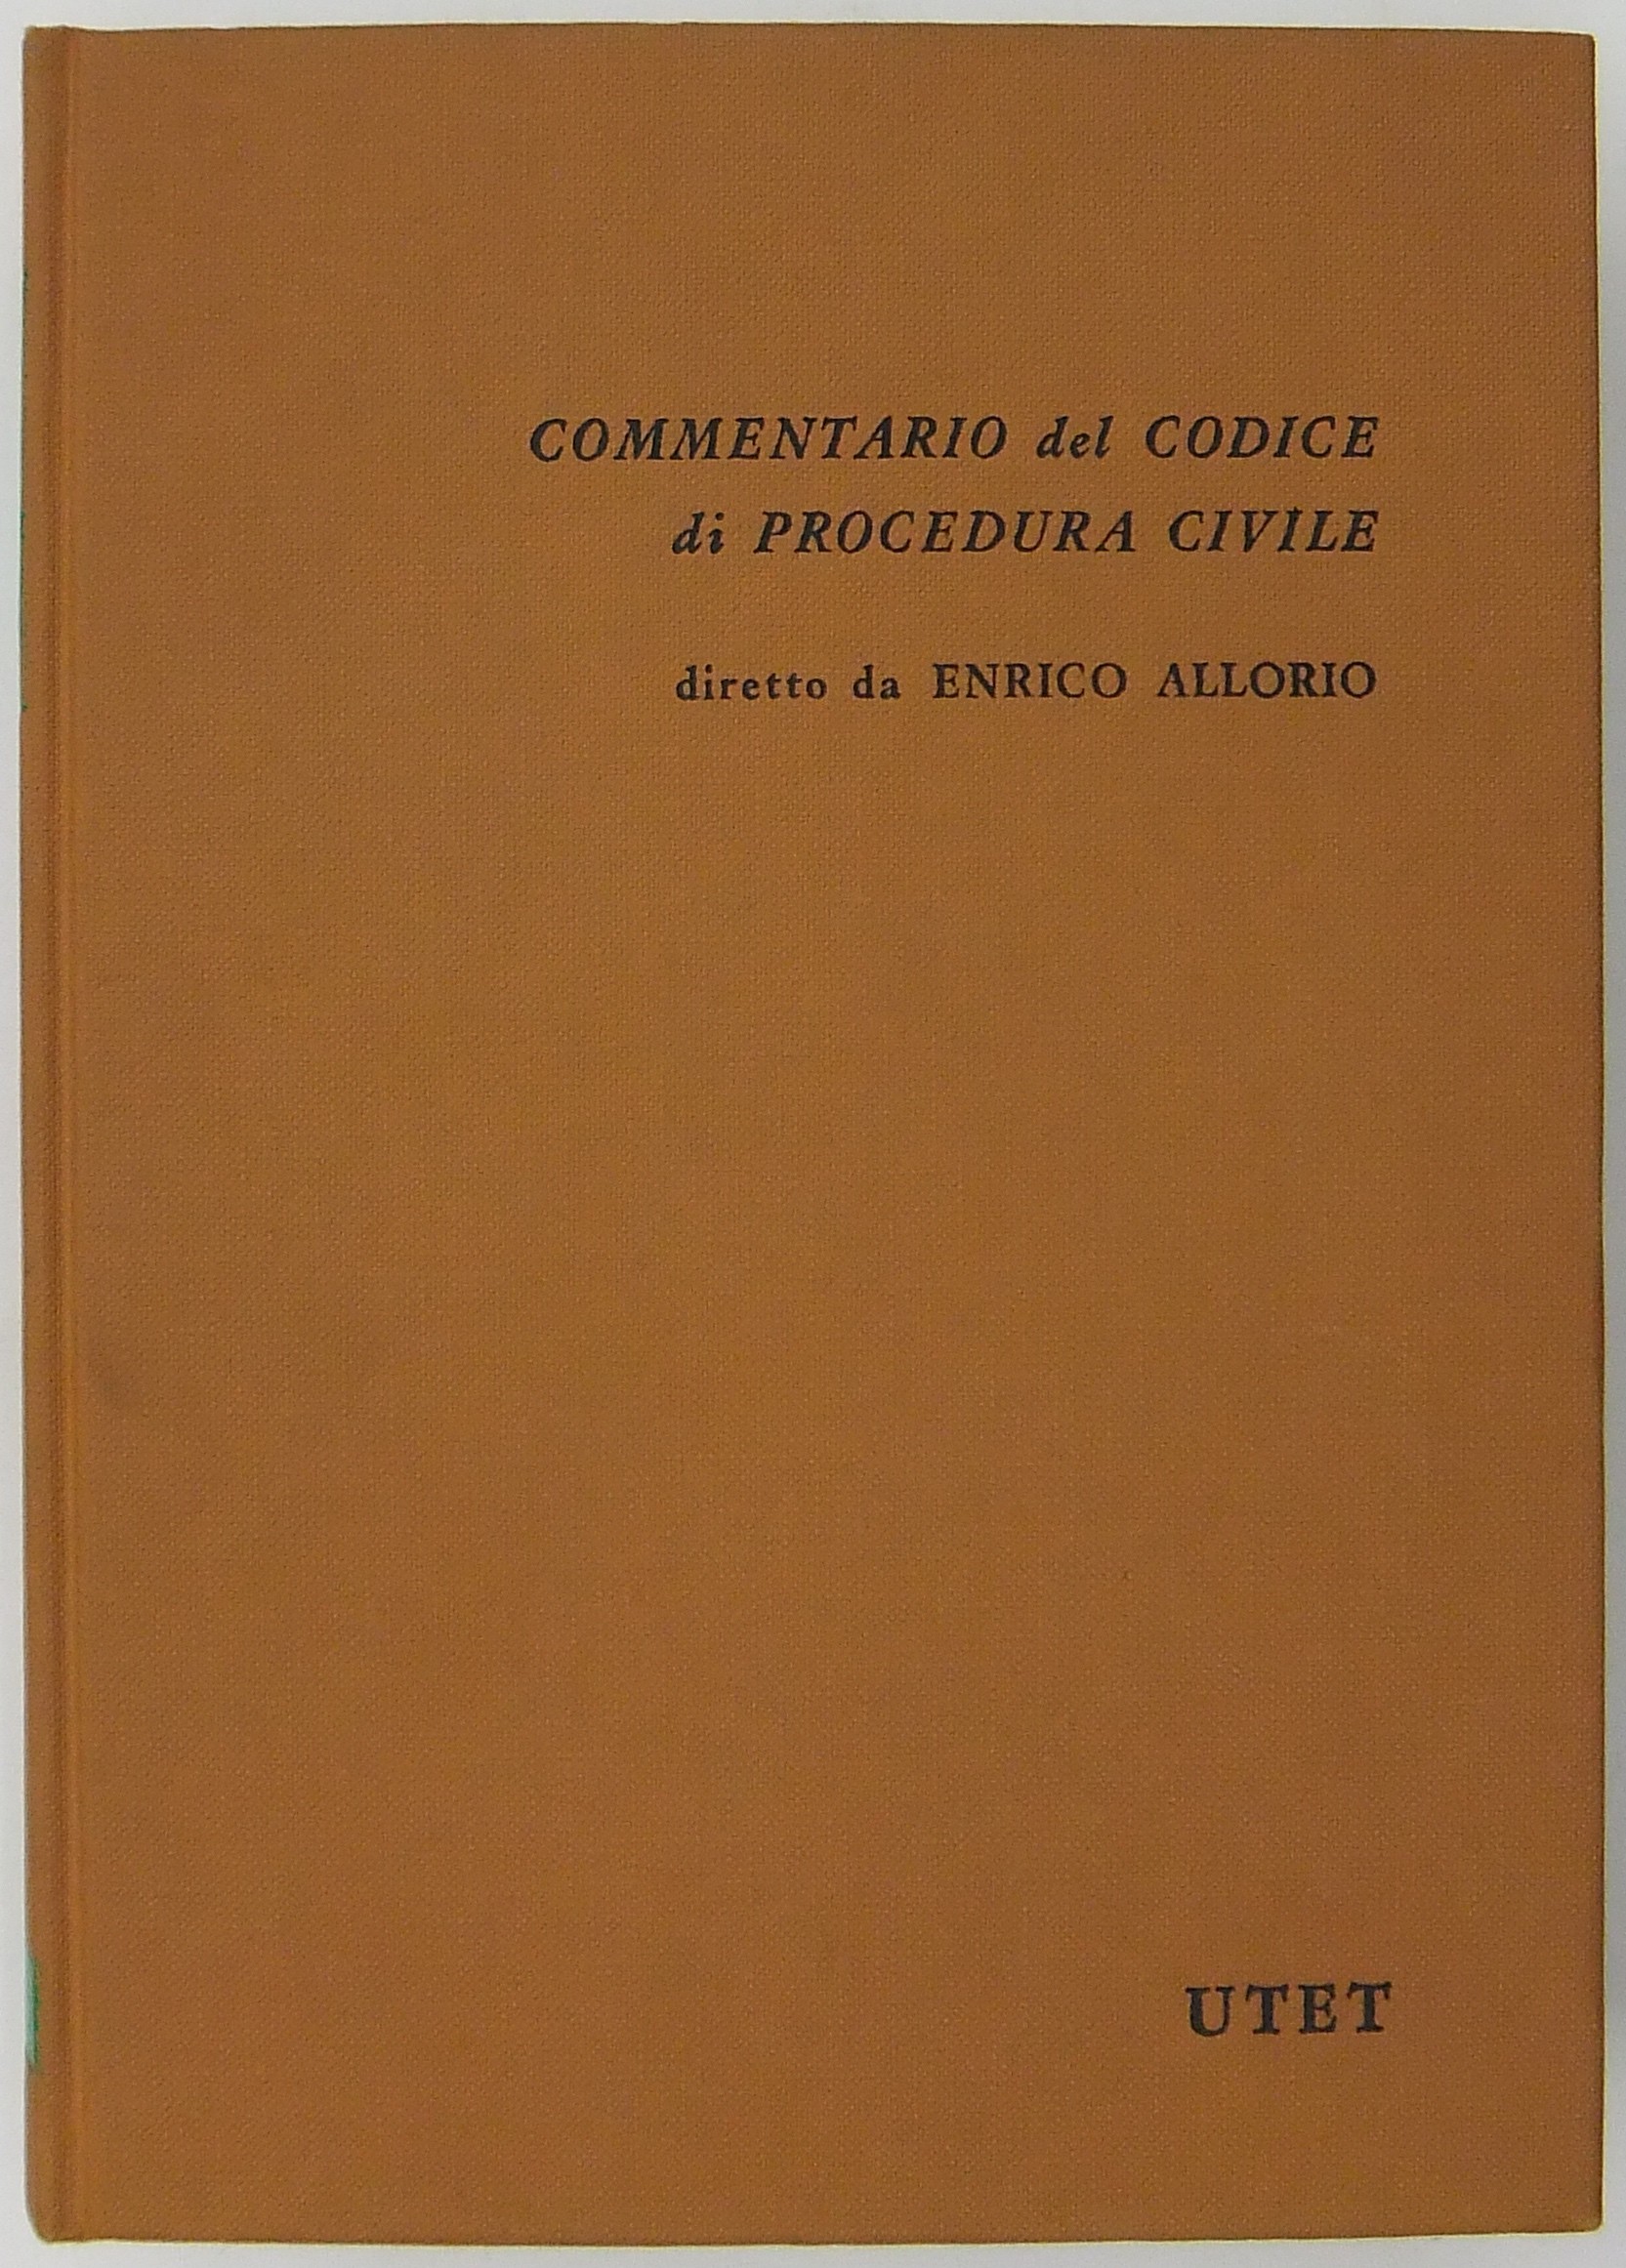 COMMENTARIO del CODICE
di PROCEDURA CIVILE
diretto da ENRICO ALLORIO
UTET